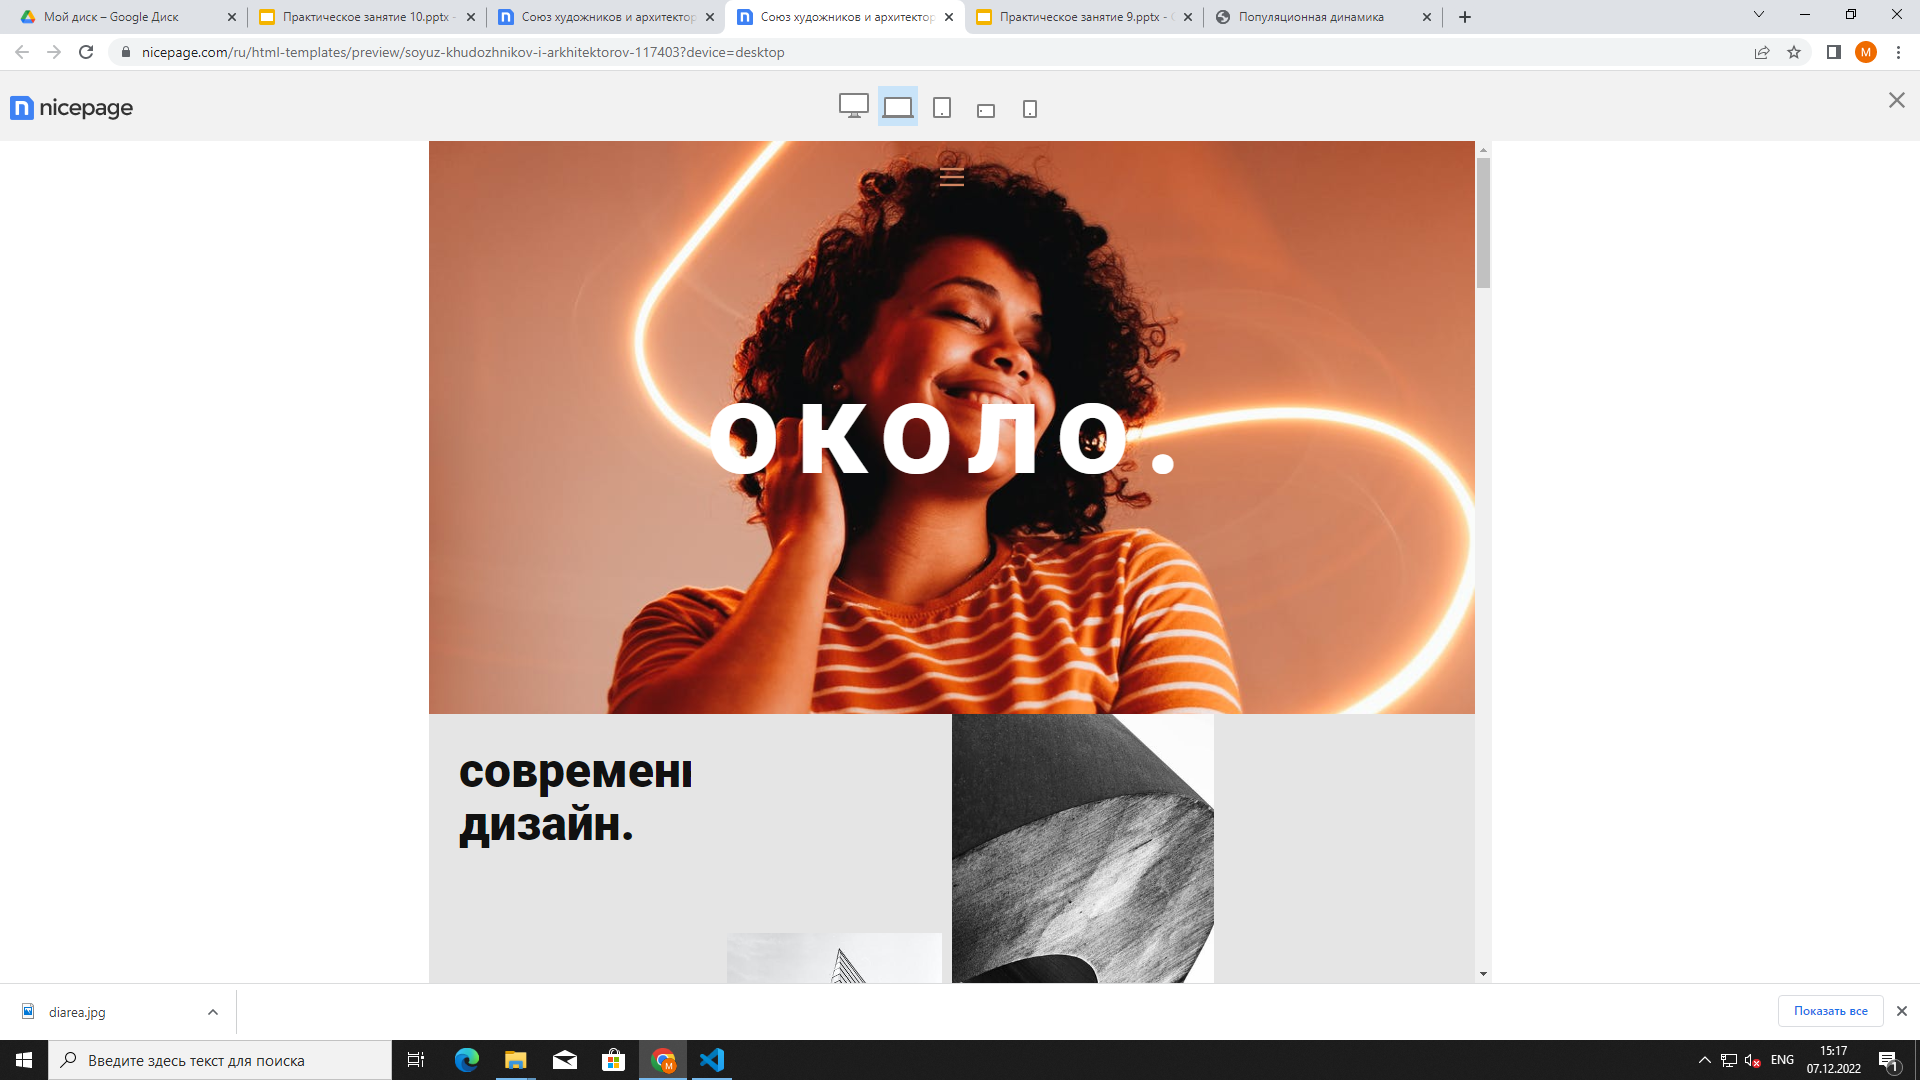 Мой диск – Google Диск
Практическое занятие 10.pptx -
Союз художников и архитектор
Союз художников и архитектор
Практическое занятие 9.pptx - G
Популяционная динамика
nicepage.com/ru/html-templates/preview/soyuz-khudozhnikov-i-arkhitektorov-117403?device=desktop
M
nicepage
около.
современн
дизайн.
diarea.jpg
Показать все
Введите здесь текст для поиска
M
ENG
15:17
07.12.2022
1